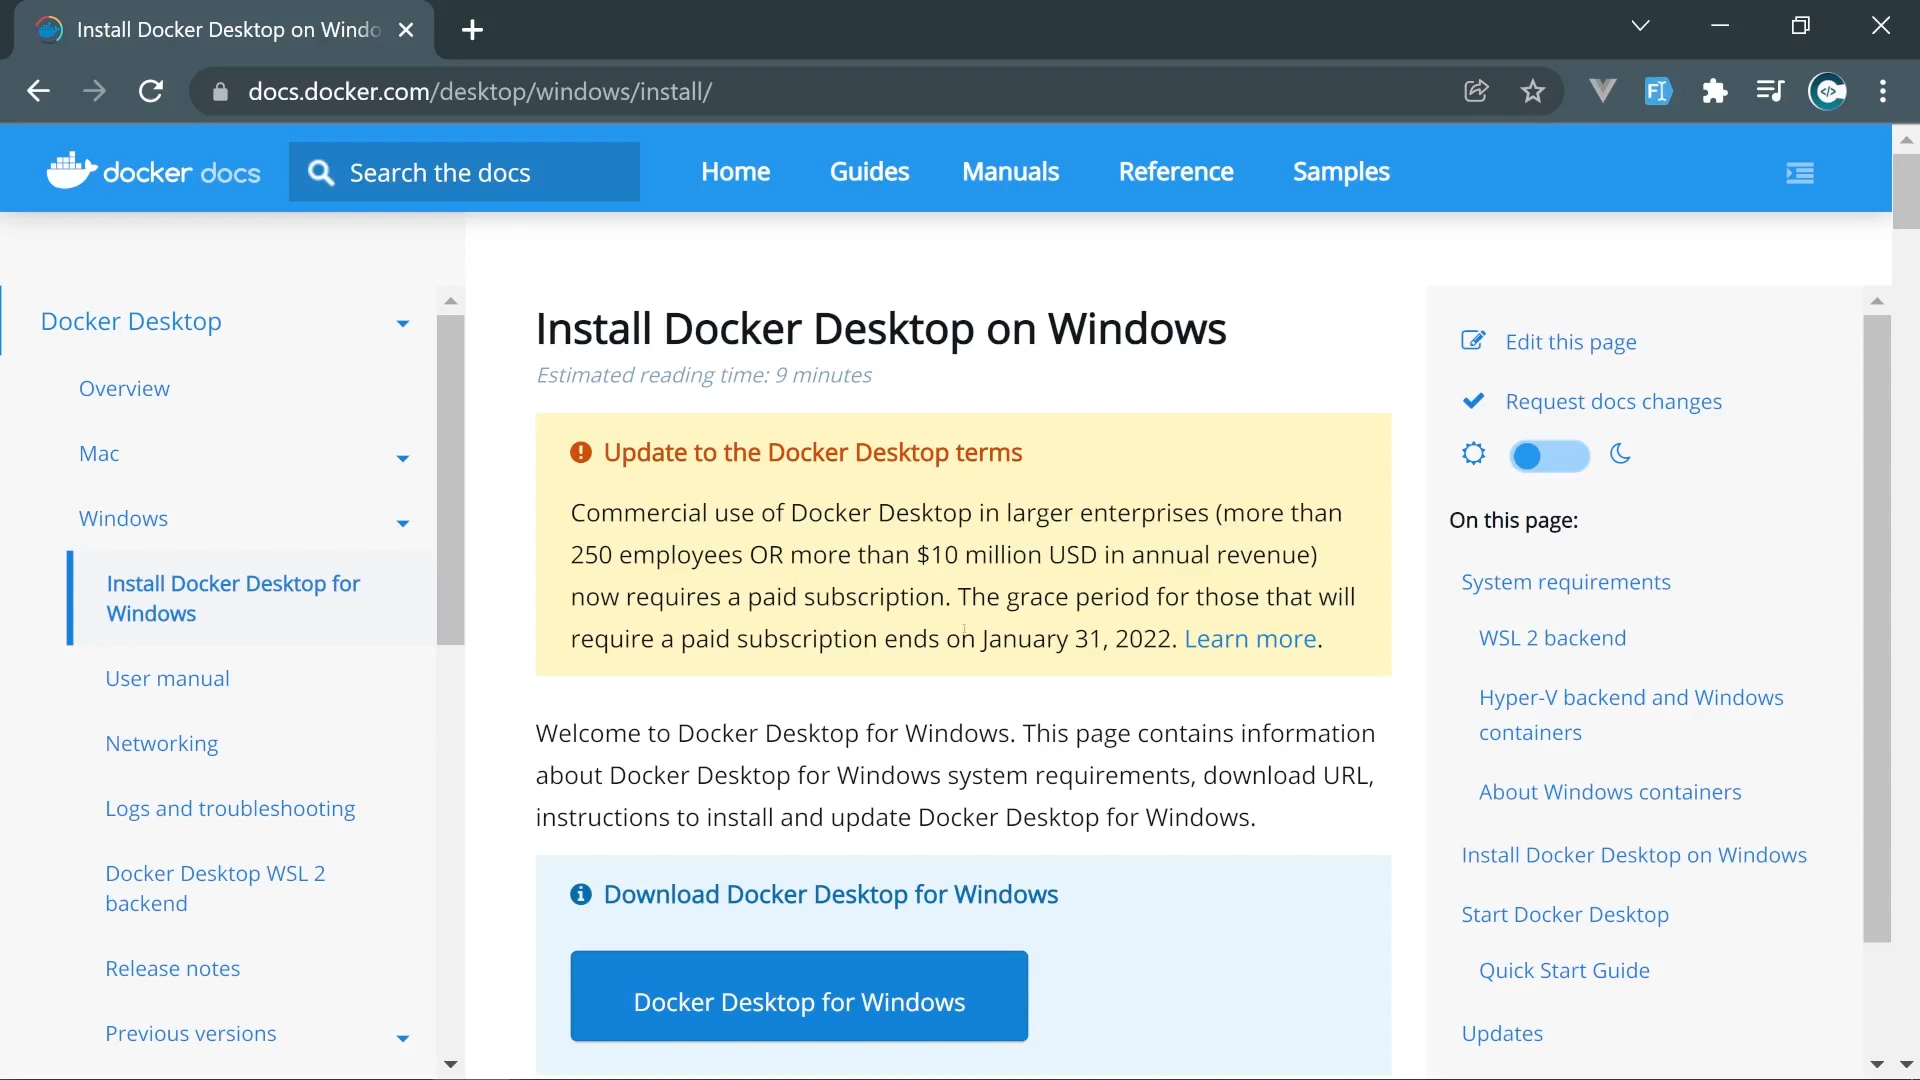 Install Docker Desktop on Windo
docs.docker.com/desktop/windows/install/
docker docs
Search the docs
Home
Guides
Manuals
Reference
Samples
Docker Desktop
Overview
Mac
Windows
Install Docker Desktop for
Windows
User manual
Networking
Logs and troubleshooting
Docker Desktop WSL 2
backend
Release notes
Previous versions
Install Docker Desktop on Windows
Estimated reading time: 9 minutes
Update to the Docker Desktop terms
Commercial use of Docker Desktop in larger enterprises (more than
250 employees OR more than $10 million USD in annual revenue)
now requires a paid subscription. The grace period for those that will
require a paid subscription ends on January 31, 2022. Learn more.
Welcome to Docker Desktop for Windows. This page contains information
about Docker Desktop for Windows system requirements, download URL,
instructions to install and update Docker Desktop for Windows.
Download Docker Desktop for Windows
Docker Desktop for Windows
Edit this page
Request docs changes
On this page:
System requirements
WSL 2 backend
Hyper-V backend and Windows
containers
About Windows containers
Install Docker Desktop on Windows
Start Docker Desktop
Quick Start Guide
Updates